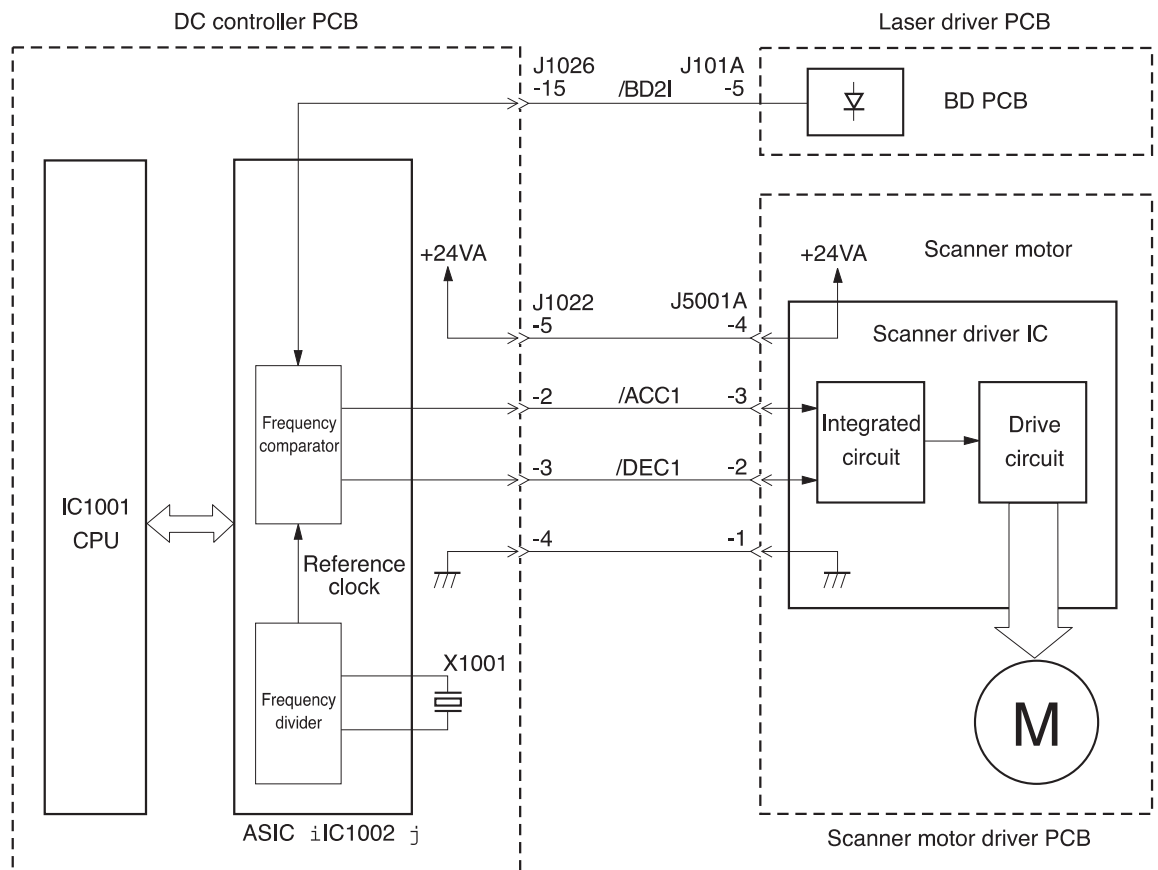 DC controller PCB
Laser driver PCB
J1026
J101A
-15
/BD2I
-5
BD PCB
+24VA
+24VA
Scanner motor
J1022
J5001A
-5
-4
Scanner driver IC
-2
/ACC1
-3
Frequency
comparator
Integrated
circuit
Drive
circuit
-3
/DEC1
-2
IC1001
CPU
-4
-1
Reference
clock
X1001
Frequency
divider
M
ASIC iIC1002 j
Scanner motor driver PCB